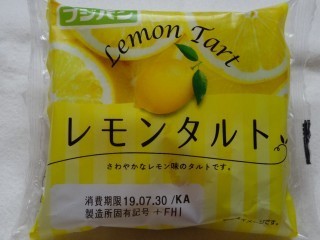 フジパン
Lemon Tart
レモンタルト
さわやかなレモン味のタルトです。
消費期限 19.07.30 /KA
製造所固有記号 +FHI